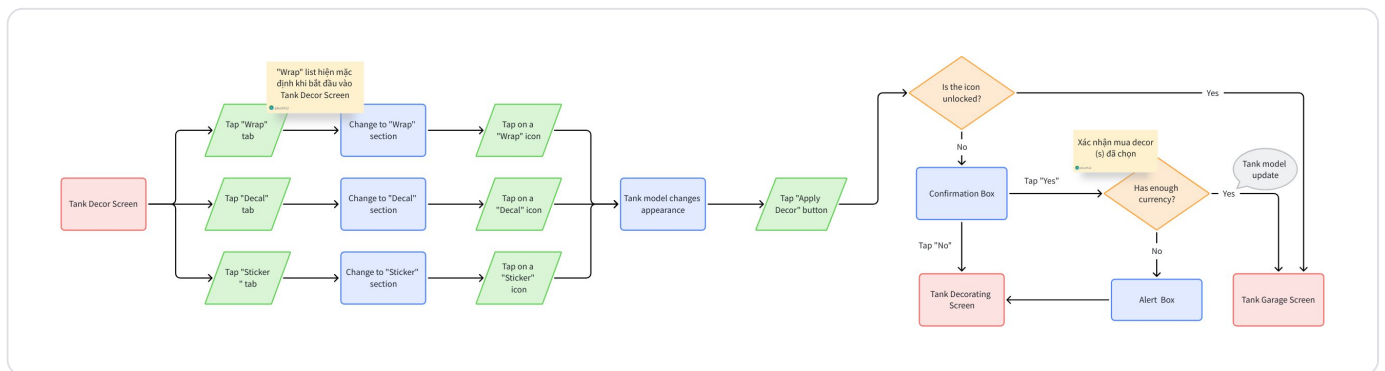 "Wrap" list hiện mặc
định khi bắt đầu vào
Tank Decor Screen
Tap "Wrap"
tab
Change to "Wrap"
section
Tap on a
"Wrap" icon
Tank Decor Screen
Tap "Decal"
tab
Change to "Decal"
section
Tap on a
"Decal" icon
Tap "Sticker
" tab
Change to "Sticker"
section
Tap on a
"Sticker"
icon
Tank model changes
appearance
Tap "Apply
Decor" button
Is the icon
unlocked?
Yes
No
Confirmation Box
Tap "Yes"
Xác nhận mua decor
(s) đã chọn
Has enough
currency?
Yes
Tank model
update
No
Tap "No"
Tank Decorating
Screen
Alert Box
Tank Garage Screen